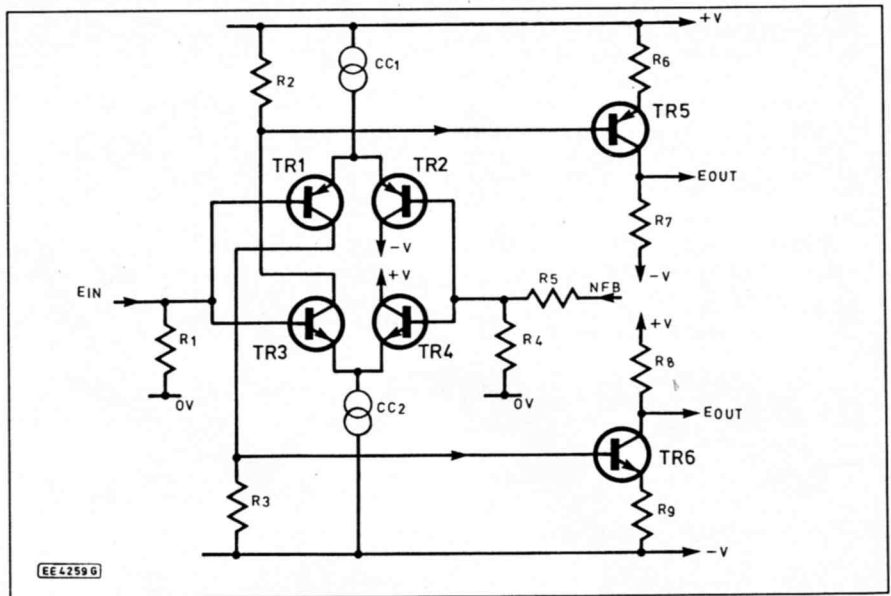 +V
R2
CC1
R6
TR5
TR1
TR2
EOUT
R7
-V
+V
EIN
R5
NFB
-V
+V
R1
TR3
TR4
R4
R8
0V
CC2
0V
EOUT
TR6
R3
R9
-V
EE4259G